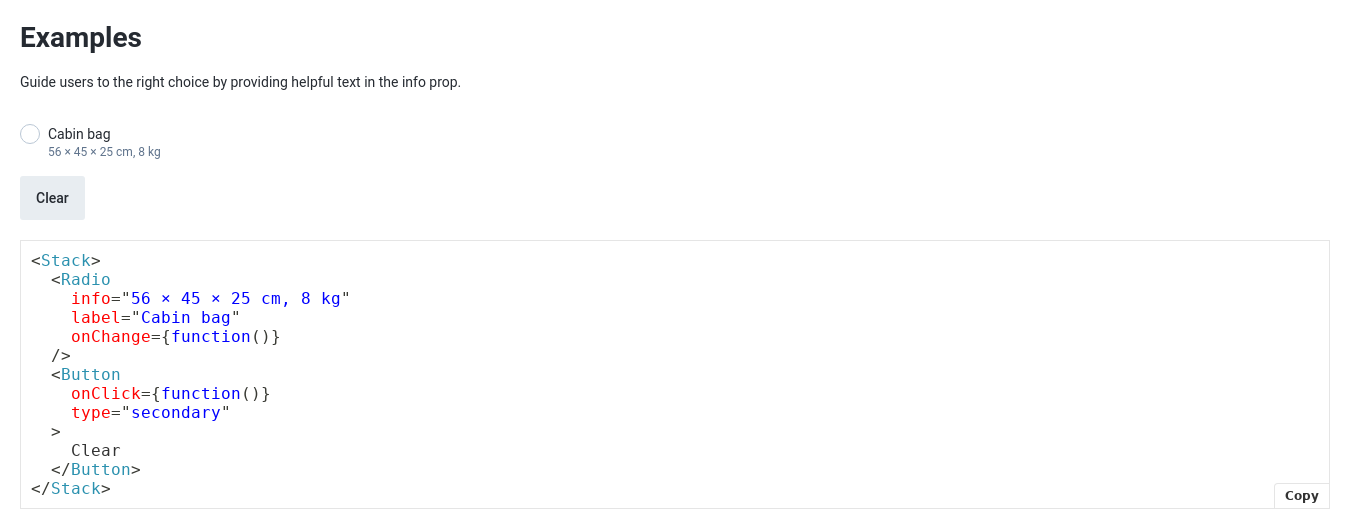 Examples
Guide users to the right choice by providing helpful text in the info prop.
Cabin bag
56 × 45 × 25 cm, 8 kg
Clear
<Stack>
  <Radio
    info="56 × 45 × 25 cm, 8 kg"
    label="Cabin bag"
    onChange={function()}
  />
  <Button
    onClick={function()}
    type="secondary"
  >
    Clear
  </Button>
</Stack>
Copy